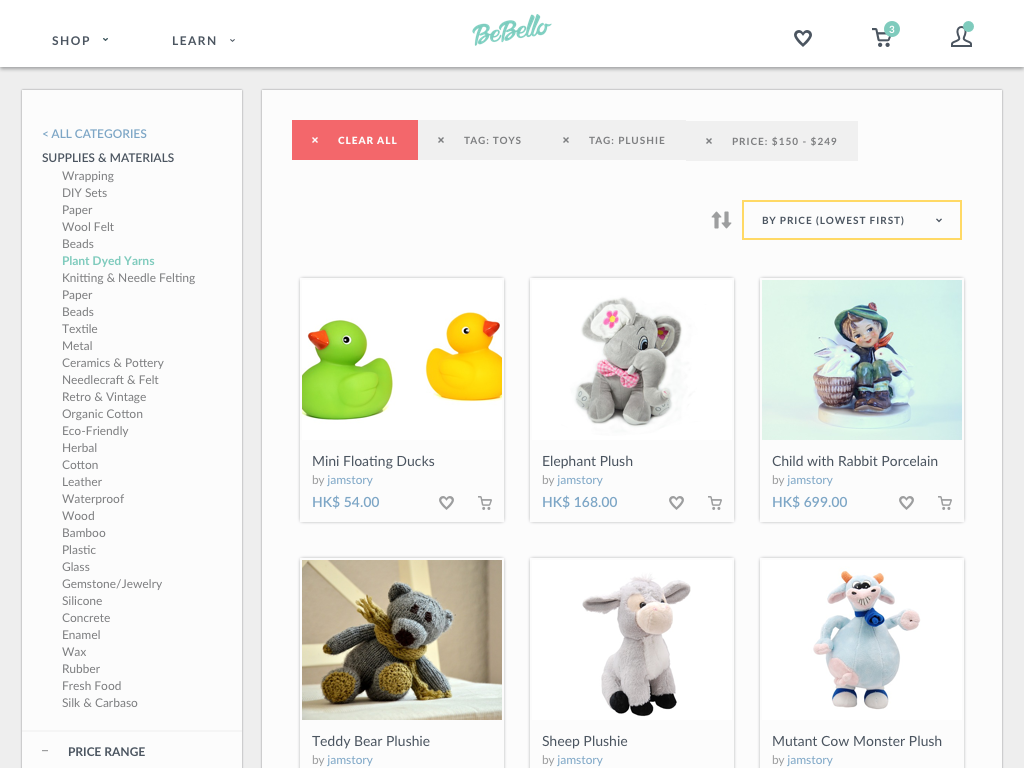 SHOP
LEARN
BeBello
3
< ALL CATEGORIES
SUPPLIES & MATERIALS
Wrapping
DIY Sets
Paper
Wool Felt
Beads
Plant Dyed Yarns
Knitting & Needle Felting
Paper
Beads
Textile
Metal
Ceramics & Pottery
Needlecraft & Felt
Retro & Vintage
Organic Cotton
Eco-Friendly
Herbal
Cotton
Leather
Waterproof
Wood
Bamboo
Plastic
Glass
Gemstone/Jewelry
Silicone
Concrete
Enamel
Wax
Rubber
Fresh Food
Silk & Carbaso
– PRICE RANGE
× CLEAR ALL × TAG: TOYS × TAG: PLUSHIE × PRICE: $150 - $249
BY PRICE (LOWEST FIRST)
Mini Floating Ducks
by jamstory
HK$ 54.00
Elephant Plush
by jamstory
HK$ 168.00
Child with Rabbit Porcelain
by jamstory
HK$ 699.00
Teddy Bear Plushie
by jamstory
Sheep Plushie
by jamstory
Mutant Cow Monster Plush
by jamstory